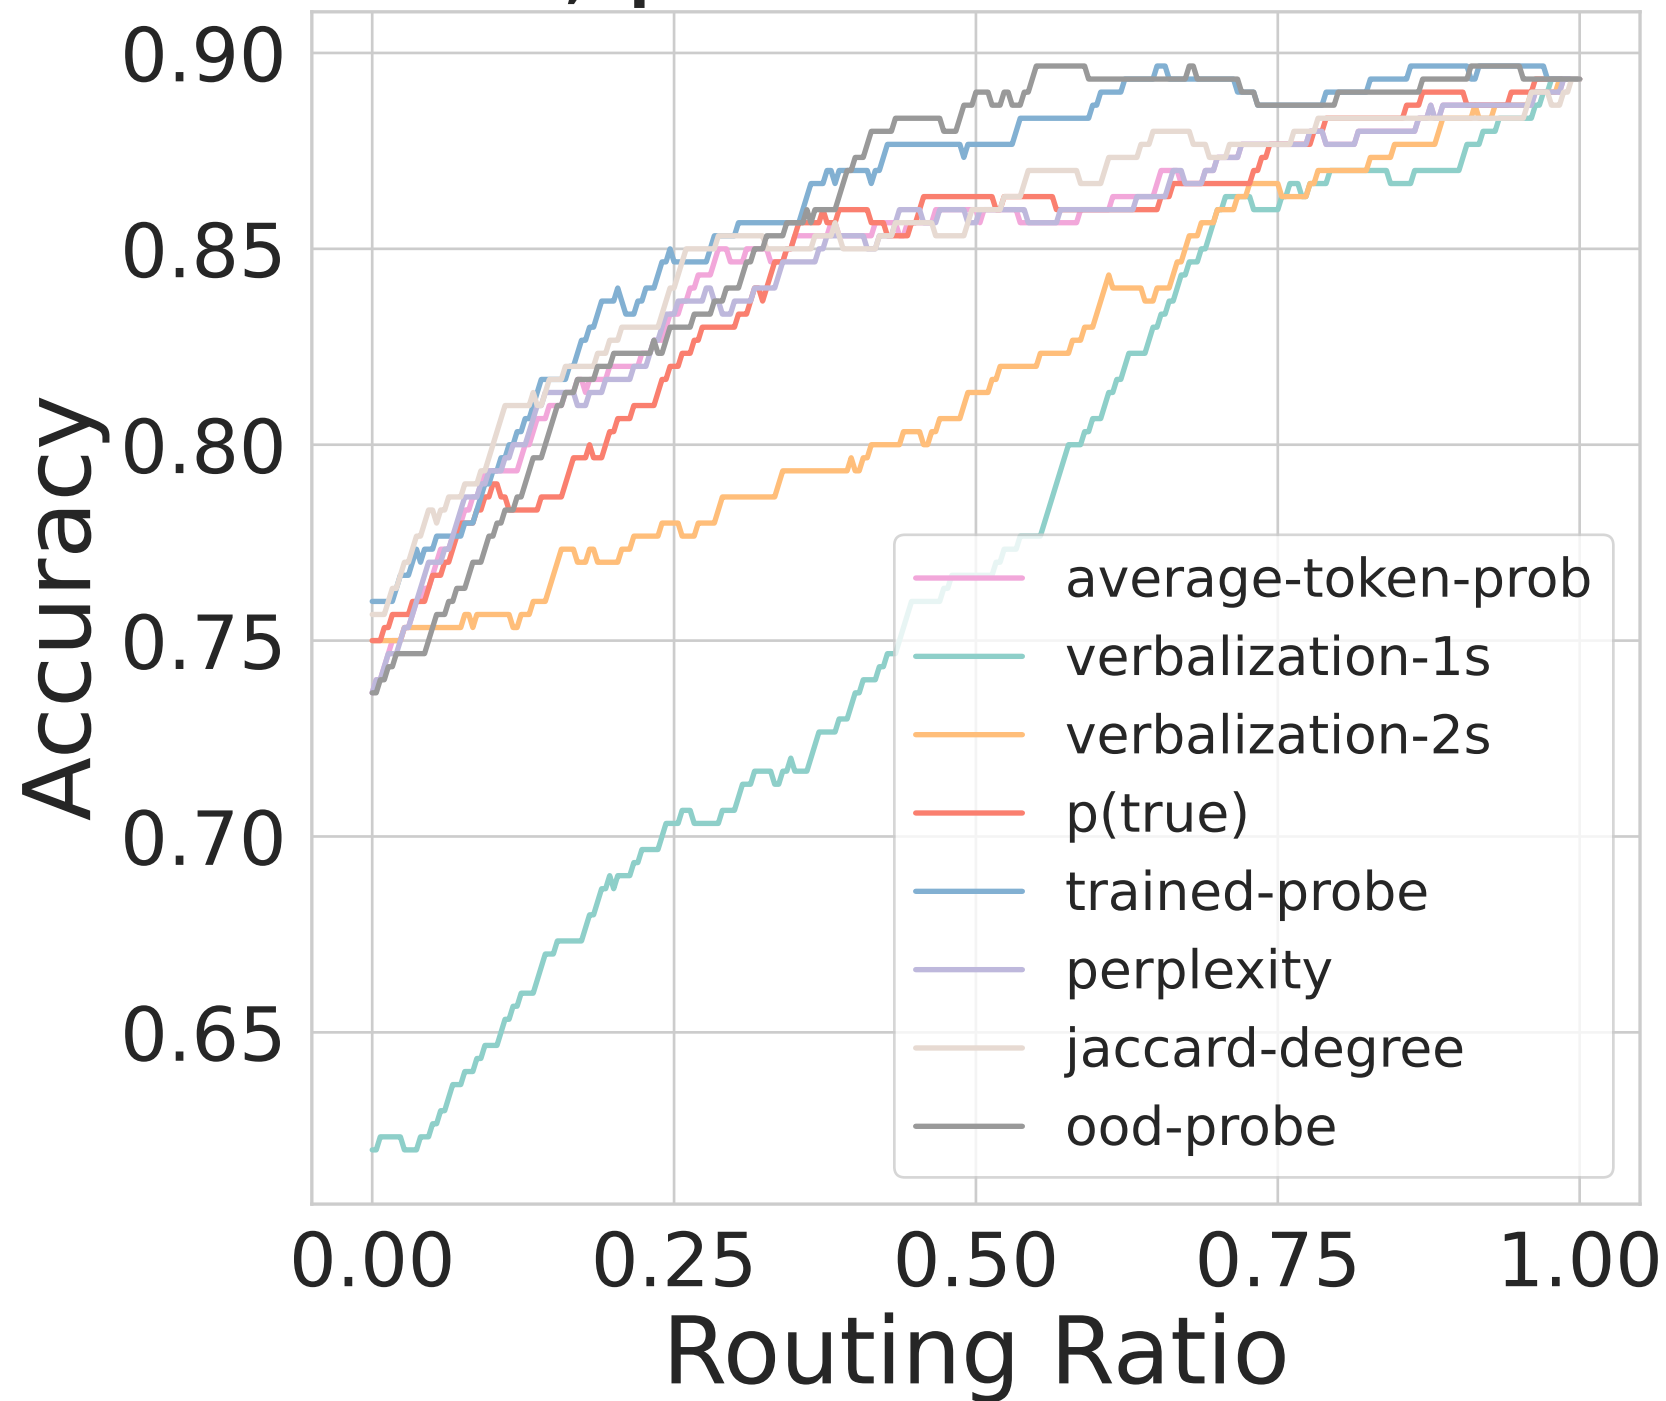 0.90
0.85
0.80
0.75
0.70
0.65
Accuracy
average-token-prob
verbalization-1s
verbalization-2s
p(true)
trained-probe
perplexity
jaccard-degree
ood-probe
0.00 0.25 0.50 0.75 1.00
Routing Ratio